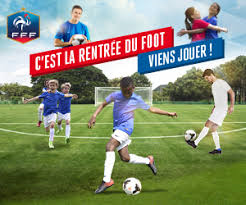 FFF
C'EST LA RENTRÉE DU FOOT
VIENS JOUER !